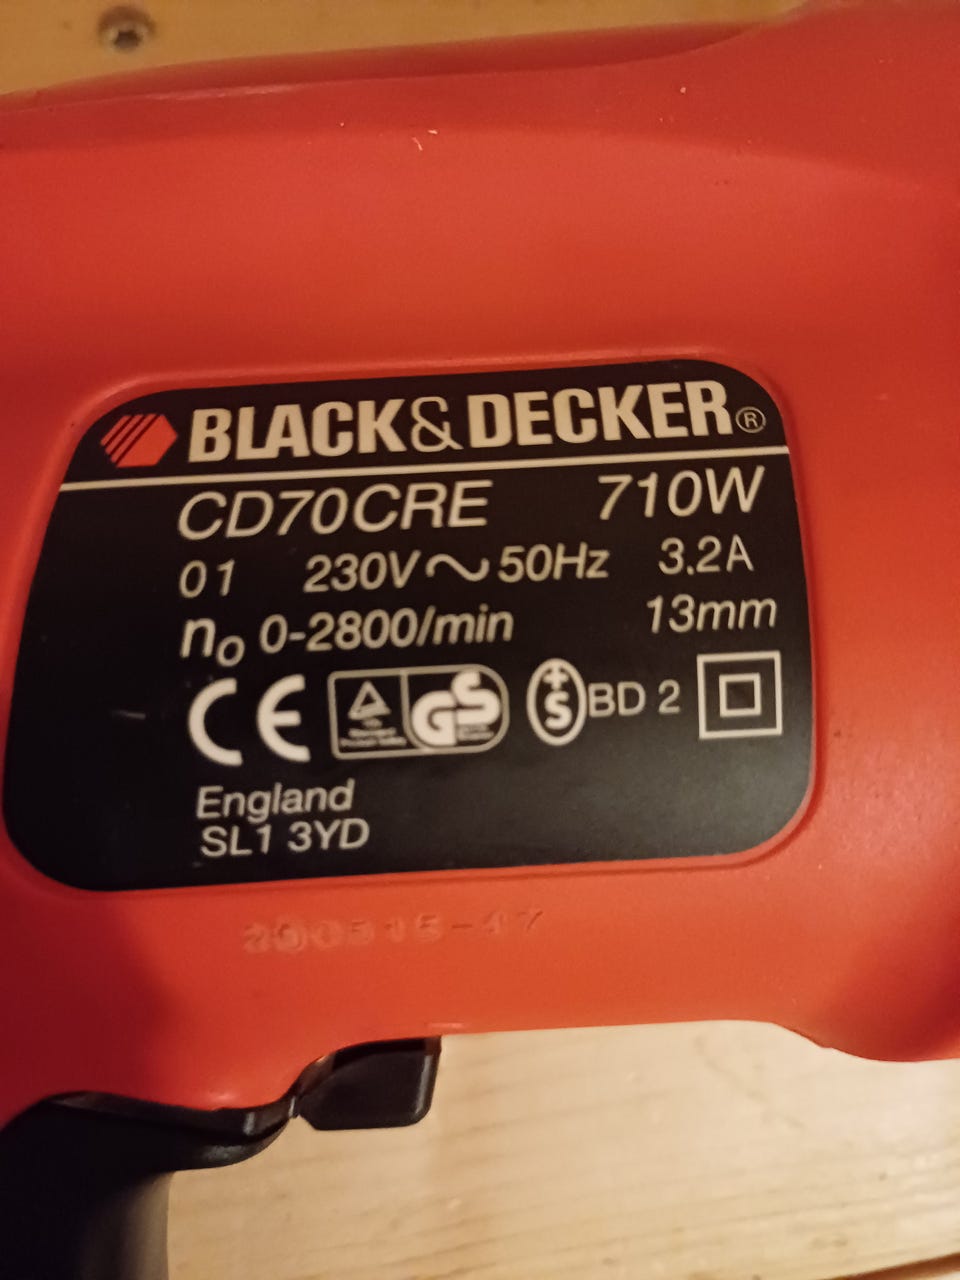 BLACK&DECKER®
CD70CRE 710W
01 230V~50Hz 3.2A
no 0-2800/min 13mm
CE GS +S BD 2
England
SL1 3YD